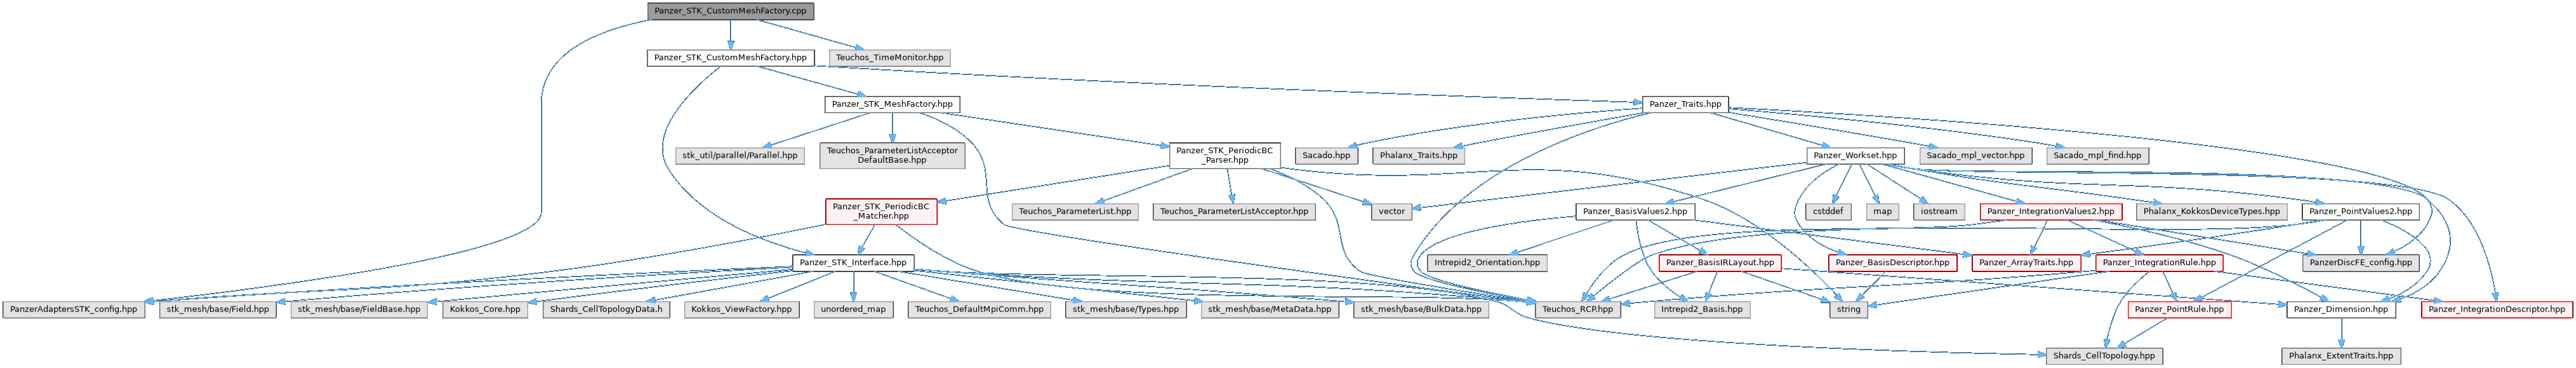 Panzer_STK_CustomMeshFactory.cpp
Panzer_STK_CustomMeshFactory.hpp
Teuchos_TimeMonitor.hpp
Panzer_STK_MeshFactory.hpp
Panzer_Traits.hpp
stk_util/parallel/Parallel.hpp
Teuchos_ParameterListAcceptor
DefaultBase.hpp
Panzer_STK_PeriodicBC
_Parser.hpp
Sacado.hpp
Phalanx_Traits.hpp
Panzer_Workset.hpp
Sacado_mpl_vector.hpp
Sacado_mpl_find.hpp
Panzer_STK_PeriodicBC
_Matcher.hpp
Teuchos_ParameterList.hpp
Teuchos_ParameterListAcceptor.hpp
vector
Panzer_BasisValues2.hpp
cstddef
map
iostream
Panzer_IntegrationValues2.hpp
Phalanx_KokkosDeviceTypes.hpp
Panzer_PointValues2.hpp
Panzer_STK_Interface.hpp
Intrepid2_Orientation.hpp
Panzer_BasisIRLayout.hpp
Panzer_BasisDescriptor.hpp
Panzer_ArrayTraits.hpp
Panzer_IntegrationRule.hpp
PanzerDiscFE_config.hpp
PanzerAdaptersSTK_config.hpp
stk_mesh/base/Field.hpp
stk_mesh/base/FieldBase.hpp
Kokkos_Core.hpp
Shards_CellTopologyData.h
Kokkos_ViewFactory.hpp
unordered_map
Teuchos_DefaultMpiComm.hpp
stk_mesh/base/Types.hpp
stk_mesh/base/MetaData.hpp
stk_mesh/base/BulkData.hpp
Teuchos_RCP.hpp
Intrepid2_Basis.hpp
string
Panzer_PointRule.hpp
Panzer_Dimension.hpp
Panzer_IntegrationDescriptor.hpp
Shards_CellTopology.hpp
Phalanx_ExtentTraits.hpp